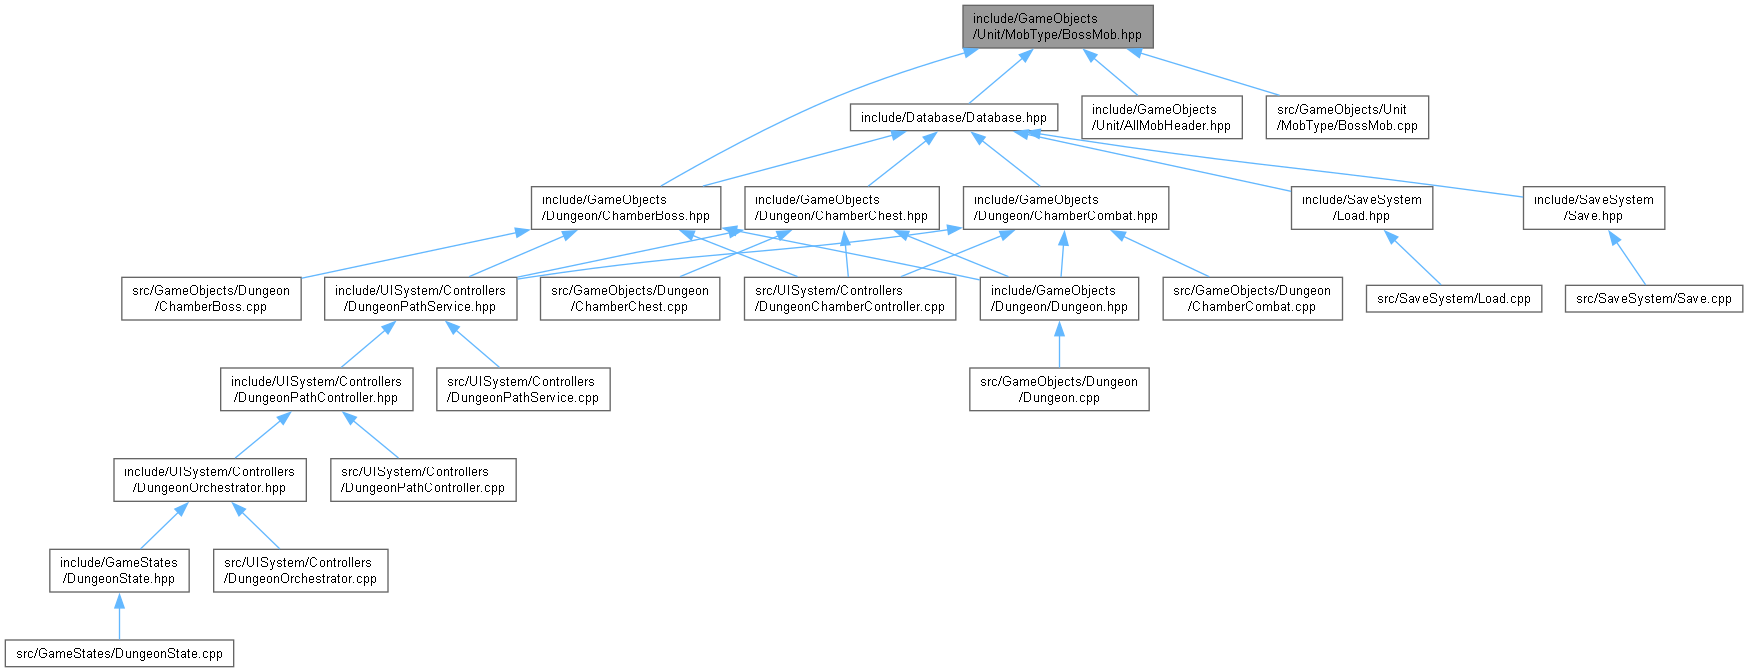 include/GameObjects
/Unit/MobType/BossMob.hpp
include/Database/Database.hpp
include/GameObjects
/Unit/AllMobHeader.hpp
src/GameObjects/Unit
/MobType/BossMob.cpp
include/GameObjects
/Dungeon/ChamberBoss.hpp
include/GameObjects
/Dungeon/ChamberChest.hpp
include/GameObjects
/Dungeon/ChamberCombat.hpp
include/SaveSystem
/Load.hpp
include/SaveSystem
/Save.hpp
src/GameObjects/Dungeon
/ChamberBoss.cpp
include/UISystem/Controllers
/DungeonPathService.hpp
src/GameObjects/Dungeon
/ChamberChest.cpp
src/UISystem/Controllers
/DungeonChamberController.cpp
include/GameObjects
/Dungeon/Dungeon.hpp
src/GameObjects/Dungeon
/ChamberCombat.cpp
src/SaveSystem/Load.cpp
src/SaveSystem/Save.cpp
include/UISystem/Controllers
/DungeonPathController.hpp
src/UISystem/Controllers
/DungeonPathService.cpp
src/GameObjects/Dungeon
/Dungeon.cpp
include/UISystem/Controllers
/DungeonOrchestrator.hpp
src/UISystem/Controllers
/DungeonPathController.cpp
include/GameStates
/DungeonState.hpp
src/UISystem/Controllers
/DungeonOrchestrator.cpp
src/GameStates/DungeonState.cpp